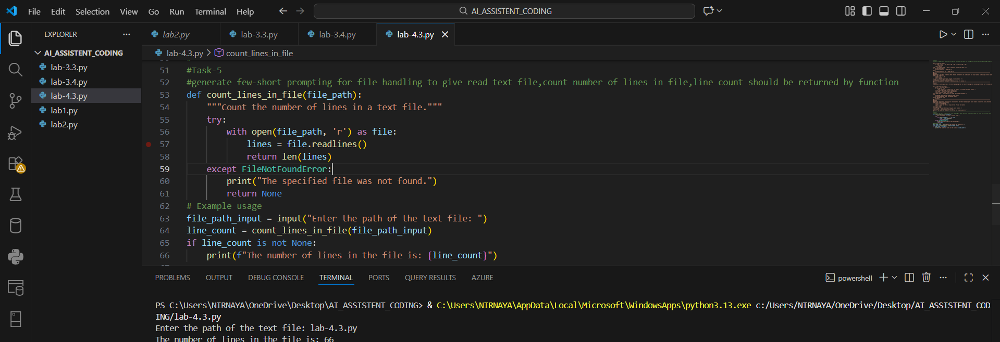 File Edit Selection View Go Run Terminal Help
AI_ASSISTENT_CODING
EXPLORER
AI_ASSISTENT_CODING
lab-3.3.py
lab-3.4.py
lab-4.3.py
lab1.py
lab2.py
lab2.py lab-3.3.py lab-3.4.py lab-4.3.py
lab-4.3.py > count_lines_in_file
51 #Task-5
52 #generate few-short prompting for file handling to give read text file,count number of lines in file,line count should be returned by function
53 def count_lines_in_file(file_path):
54 """Count the number of lines in a text file."""
55 try:
56 with open(file_path, 'r') as file:
57 lines = file.readlines()
58 return len(lines)
59 except FileNotFoundError:
60 print("The specified file was not found.")
61 return None
62 # Example usage
63 file_path_input = input("Enter the path of the text file: ")
64 line_count = count_lines_in_file(file_path_input)
65 if line_count is not None:
66 print(f"The number of lines in the file is: {line_count}")
PROBLEMS OUTPUT DEBUG CONSOLE TERMINAL PORTS QUERY RESULTS AZURE
powershell
PS C:\Users\NIRNAYA\OneDrive\Desktop\AI_ASSISTENT_CODING> & C:\Users\NIRNAYA\AppData\Local\Microsoft\WindowsApps\python3.13.exe c:/Users/NIRNAYA/OneDrive/Desktop/AI_ASSISTENT_COD
ING/lab-4.3.py
Enter the path of the text file: lab-4.3.py
The number of lines in the file is: 66